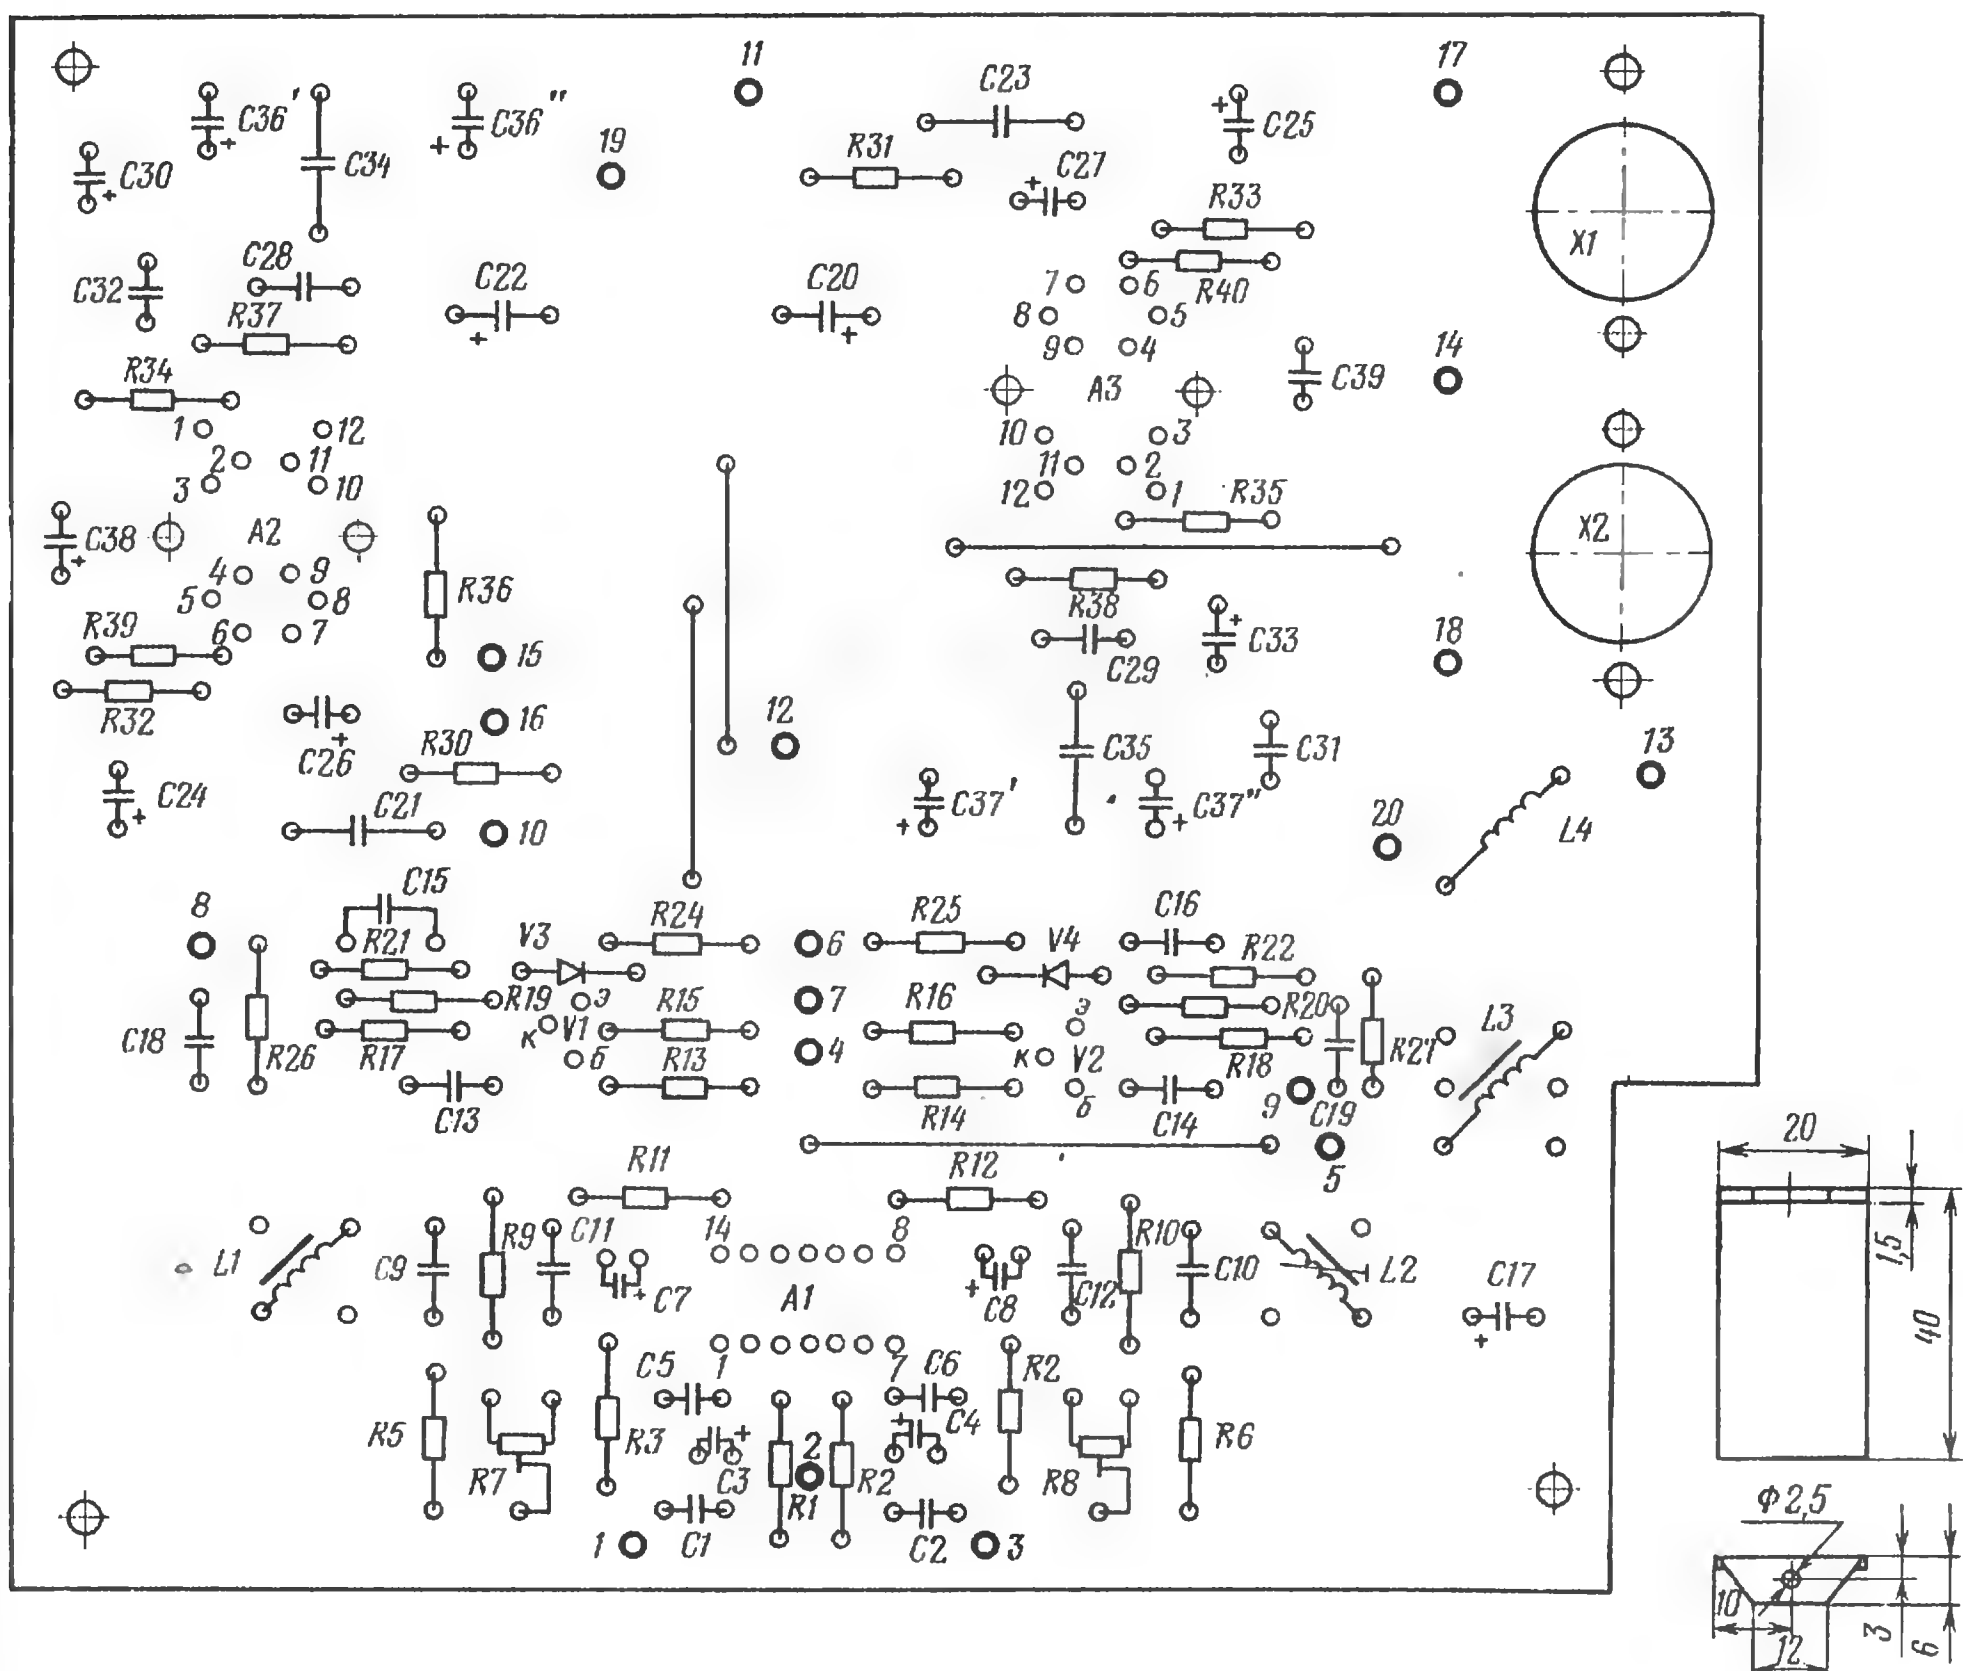 11
17
C36'
C36"
C23
C25
19
C30
C34
R31
C27
R33
X1
C28
C32
C22
C20
7
6
R40
8
5
R37
9
4
14
R34
A3
C39
1
12
10
3
2
11
11
2
3
10
12
1
R35
X2
A2
C38
4
9
R36
5
8
R38
18
R39
6
7
15
C33
C29
R32
16
12
13
C26
R30
C35
C31
C24
C37'
C37"
C21
10
20
L4
C15
8
R24
R25
C16
V3
6
V4
R21
R22
э
R19
R15
7
R16
э
R20
L3
к
V1
C18
R26
R17
б
R13
4
к
V2
R18
R27
C13
R14
б
C14
9
C19
20
R11
R12
5
14
8
R9
C11
R10
1,5
L1
C9
C7
A1
C8
C12
C10
L2
C17
40
C5
1
7
C6
R2
R5
R3
2
C4
R6
R7
C3
R1
R2
R8
Φ2,5
1
C1
C2
3
10
12
3
6